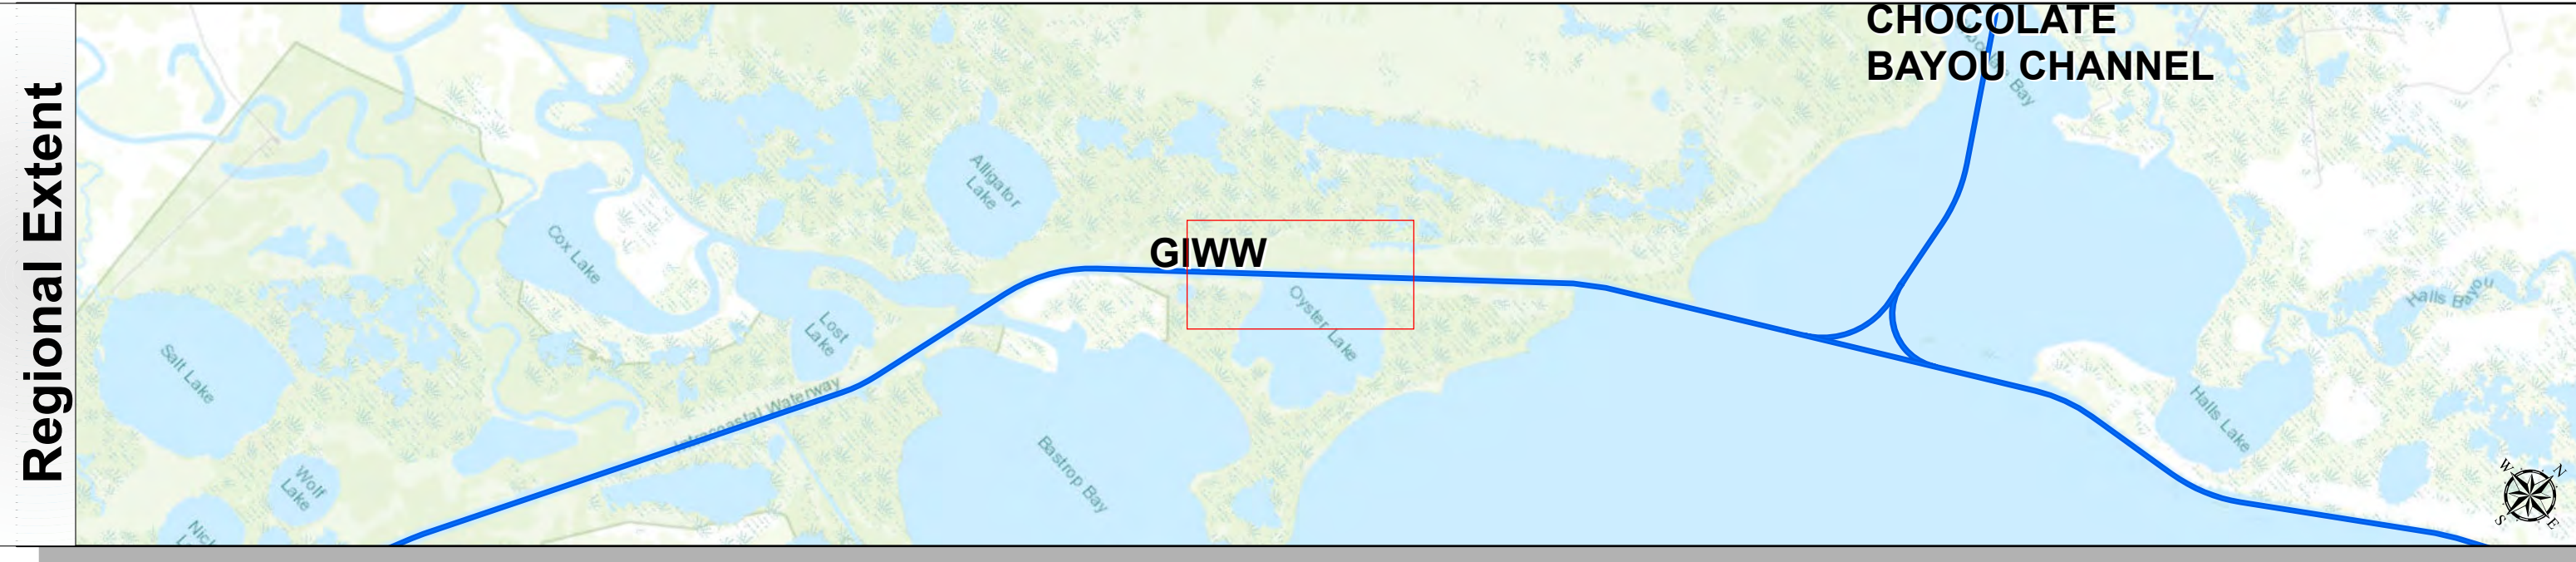 Regional Extent
CHOCOLATE
BAYOU CHANNEL
Bay
Alligator
Lake
Cox Lake
GIWW
Oyster Lake
Lost
Lake
Halls Bayou
Salt Lake
Intracoastal Waterway
Halls Lake
Bastrop Bay
Wolf
Lake
Nick
W
N
S
E